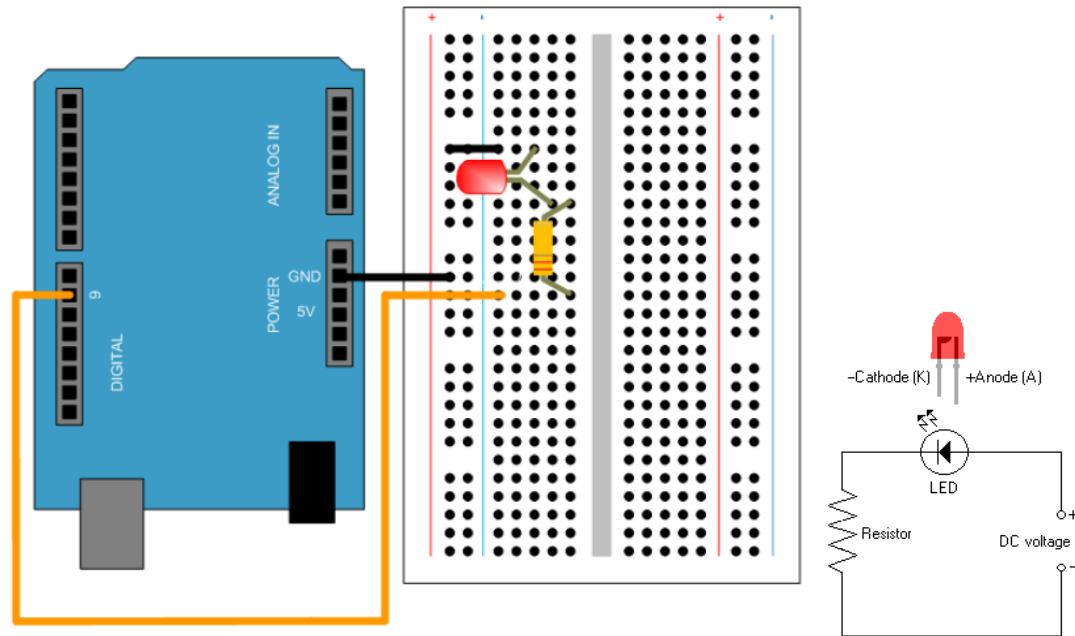 + - + -
ANALOG IN
9
GND
POWER
5V
DIGITAL
-Cathode (K)
+Anode (A)
LED
Resistor
+
DC voltage
-